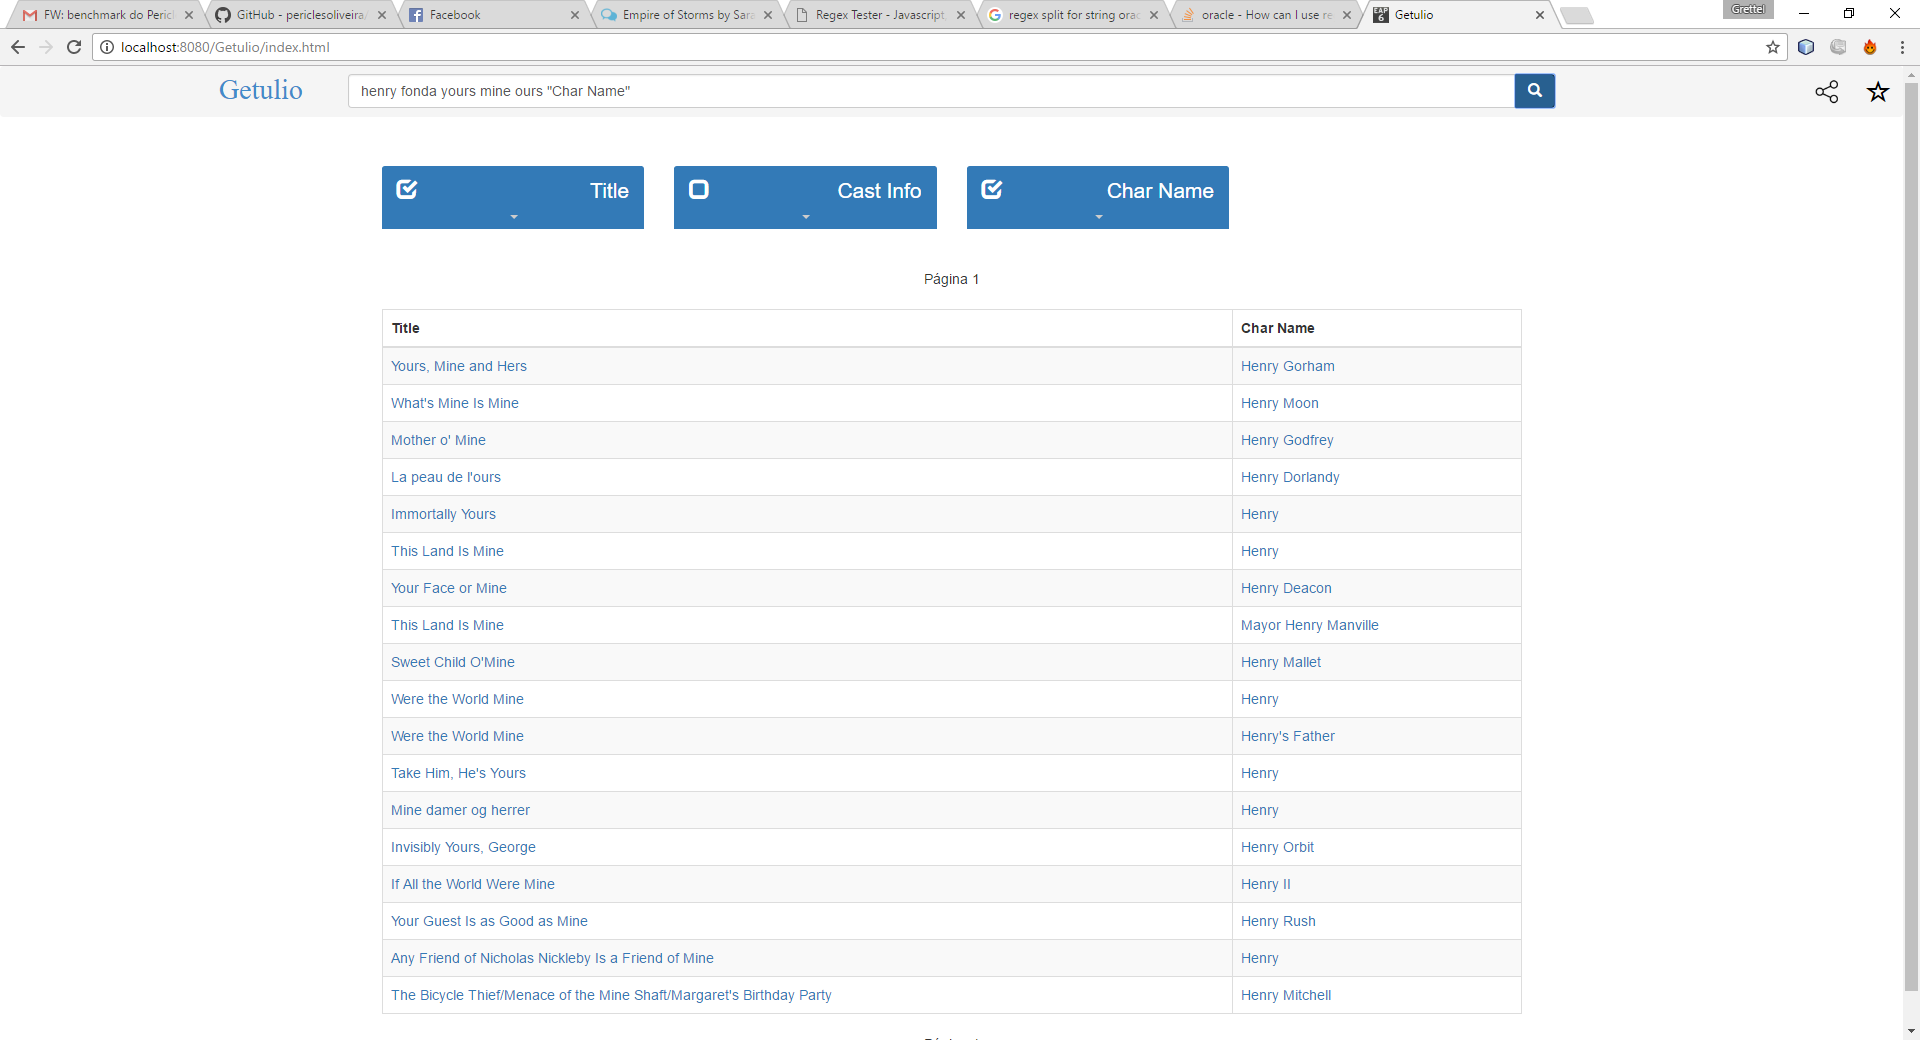 FW: benchmark do Pericl
GitHub - periclesoliveira/
Facebook
Empire of Storms by Sara
Regex Tester - Javascript,
regex split for string orac
oracle - How can I use re
Getulio
Grettel
localhost:8080/Getulio/index.html
Getulio
henry fonda yours mine ours "Char Name"
Title
Cast Info
Char Name
Página 1
Title Char Name
Yours, Mine and Hers Henry Gorham
What's Mine Is Mine Henry Moon
Mother o' Mine Henry Godfrey
La peau de l'ours Henry Dorlandy
Immortally Yours Henry
This Land Is Mine Henry
Your Face or Mine Henry Deacon
This Land Is Mine Mayor Henry Manville
Sweet Child O'Mine Henry Mallet
Were the World Mine Henry
Were the World Mine Henry's Father
Take Him, He's Yours Henry
Mine damer og herrer Henry
Invisibly Yours, George Henry Orbit
If All the World Were Mine Henry II
Your Guest Is as Good as Mine Henry Rush
Any Friend of Nicholas Nickleby Is a Friend of Mine Henry
The Bicycle Thief/Menace of the Mine Shaft/Margaret's Birthday Party Henry Mitchell